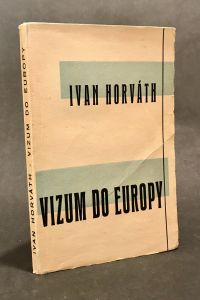 IVAN HORVÁTH
VIZUM DO EUROPY
IVAN HORVÁTH - VIZUM DO EUROPY